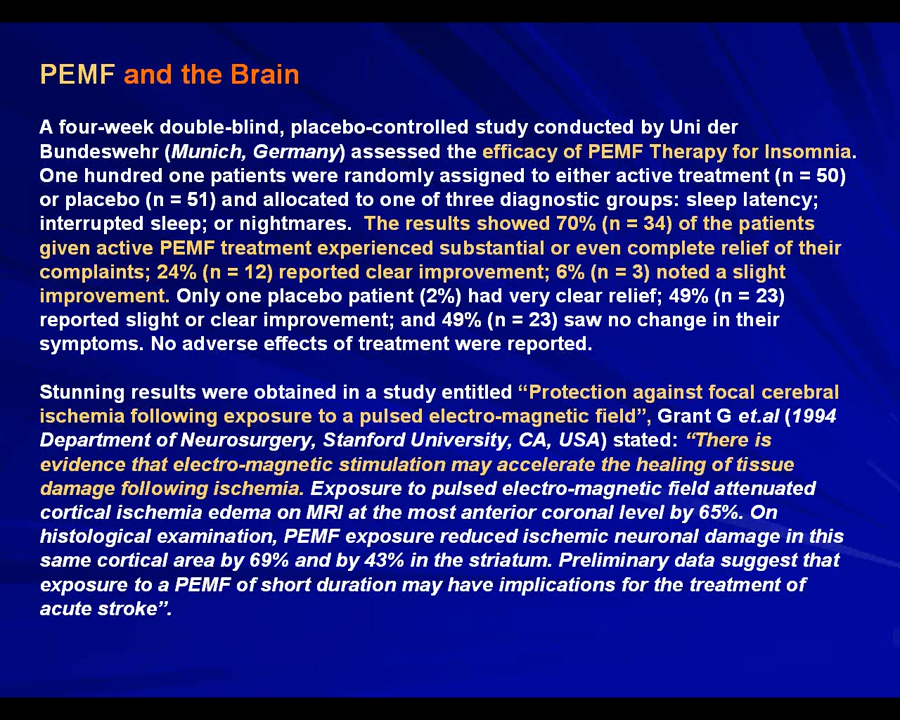 PEMF and the Brain
A four-week double-blind, placebo-controlled study conducted by Uni der
Bundeswehr (Munich, Germany) assessed the efficacy of PEMF Therapy for Insomnia.
One hundred one patients were randomly assigned to either active treatment (n = 50)
or placebo (n = 51) and allocated to one of three diagnostic groups: sleep latency;
interrupted sleep; or nightmares. The results showed 70% (n = 34) of the patients
given active PEMF treatment experienced substantial or even complete relief of their
complaints; 24% (n = 12) reported clear improvement; 6% (n = 3) noted a slight
improvement. Only one placebo patient (2%) had very clear relief; 49% (n = 23)
reported slight or clear improvement; and 49% (n = 23) saw no change in their
symptoms. No adverse effects of treatment were reported.
Stunning results were obtained in a study entitled “Protection against focal cerebral
ischemia following exposure to a pulsed electro-magnetic field”, Grant G et.al (1994
Department of Neurosurgery, Stanford University, CA, USA) stated: “There is
evidence that electro-magnetic stimulation may accelerate the healing of tissue
damage following ischemia. Exposure to pulsed electro-magnetic field attenuated
cortical ischemia edema on MRI at the most anterior coronal level by 65%. On
histological examination, PEMF exposure reduced ischemic neuronal damage in this
same cortical area by 69% and by 43% in the striatum. Preliminary data suggest that
exposure to a PEMF of short duration may have implications for the treatment of
acute stroke”.